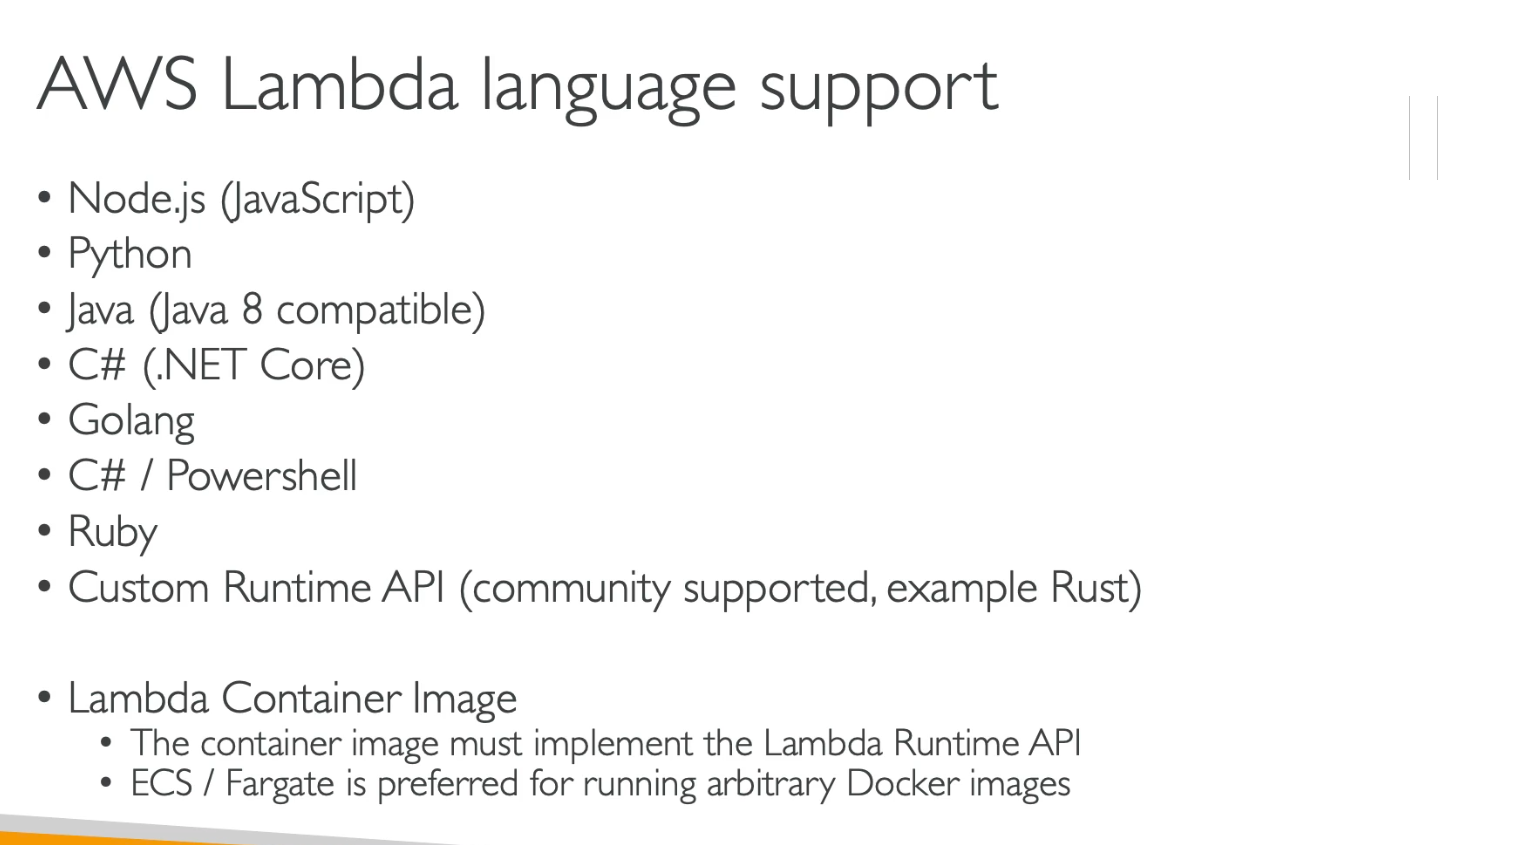 AWS Lambda language support
• Node.js (JavaScript)
• Python
• Java (Java 8 compatible)
• C# (.NET Core)
• Golang
• C# / Powershell
• Ruby
• Custom Runtime API (community supported, example Rust)
• Lambda Container Image
• The container image must implement the Lambda Runtime API
• ECS / Fargate is preferred for running arbitrary Docker images